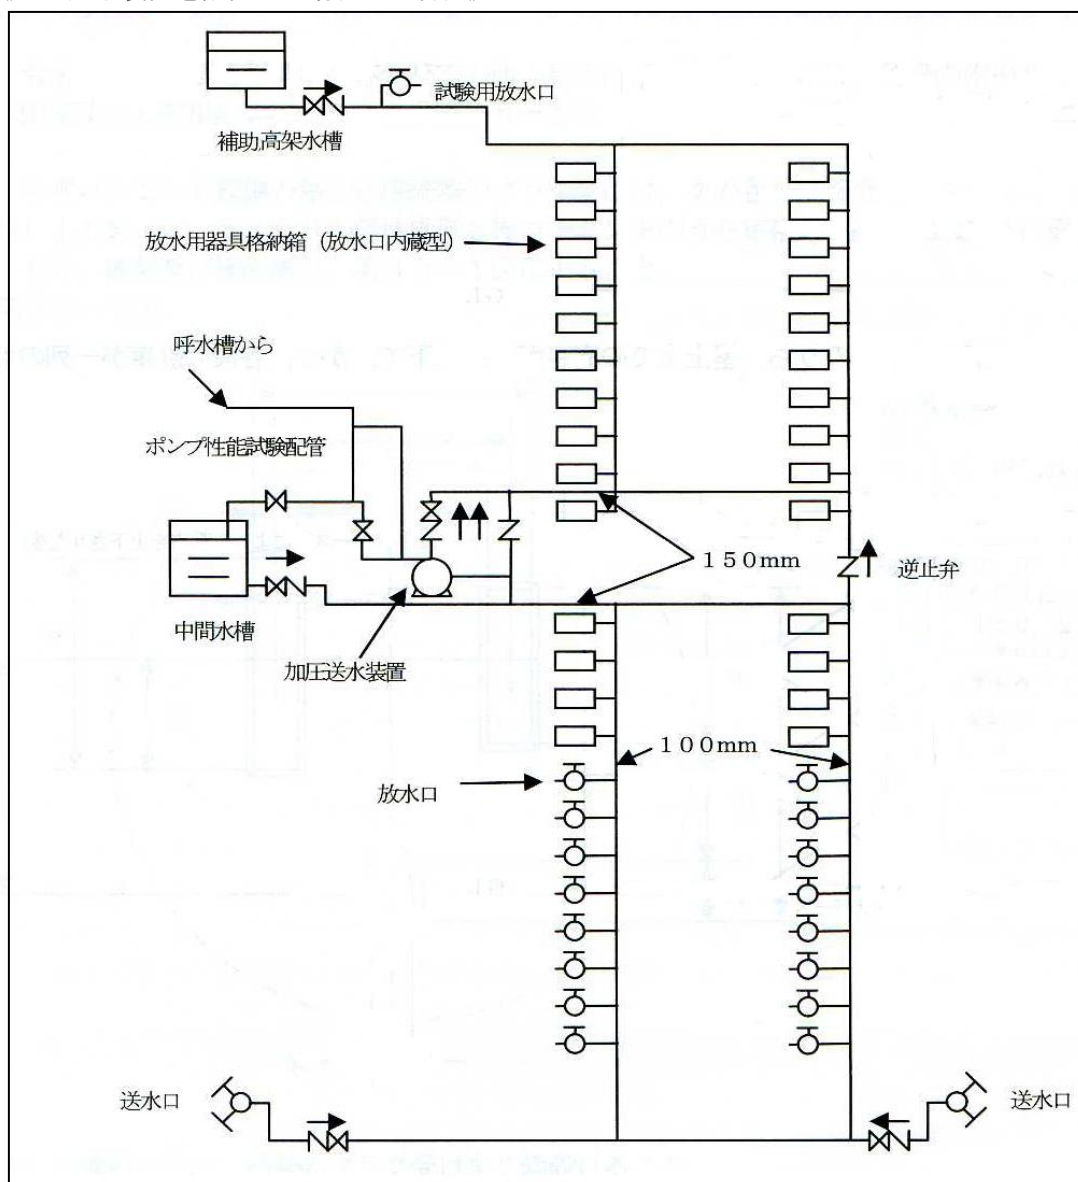 試験用放水口
補助高架水槽
放水用器具格納箱（放水口内蔵型）
呼水槽から
ポンプ性能試験配管
１５０mm
逆止弁
中間水槽
加圧送水装置
１００mm
放水口
送水口
送水口